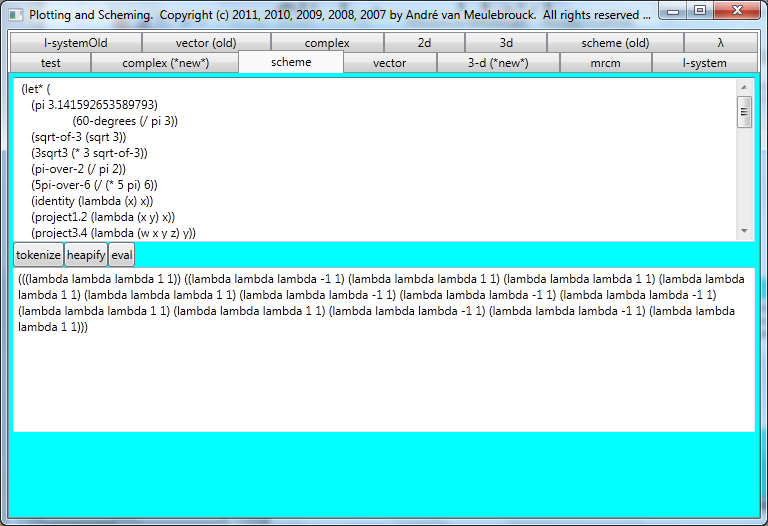 Plotting and Scheming.  Copyright (c) 2011, 2010, 2009, 2008, 2007 by André van Meulebrouck.  All rights reserved ...
l-systemOld vector (old) complex 2d 3d scheme (old) λ
test complex (*new*) scheme vector 3-d (*new*) mrcm l-system
(let* (
(pi 3.141592653589793)
(60-degrees (/ pi 3))
(sqrt-of-3 (sqrt 3))
(3sqrt3 (* 3 sqrt-of-3))
(pi-over-2 (/ pi 2))
(5pi-over-6 (/ (* 5 pi) 6))
(identity (lambda (x) x))
(project1.2 (lambda (x y) x))
(project3.4 (lambda (w x y z) y))
tokenize heapify eval
(((lambda lambda lambda 1 1)) ((lambda lambda lambda -1 1) (lambda lambda lambda 1 1) (lambda lambda lambda 1 1) (lambda lambda
lambda 1 1) (lambda lambda lambda 1 1) (lambda lambda lambda -1 1) (lambda lambda lambda -1 1) (lambda lambda lambda -1 1)
(lambda lambda lambda 1 1) (lambda lambda lambda 1 1) (lambda lambda lambda -1 1) (lambda lambda lambda -1 1) (lambda lambda
lambda 1 1)))